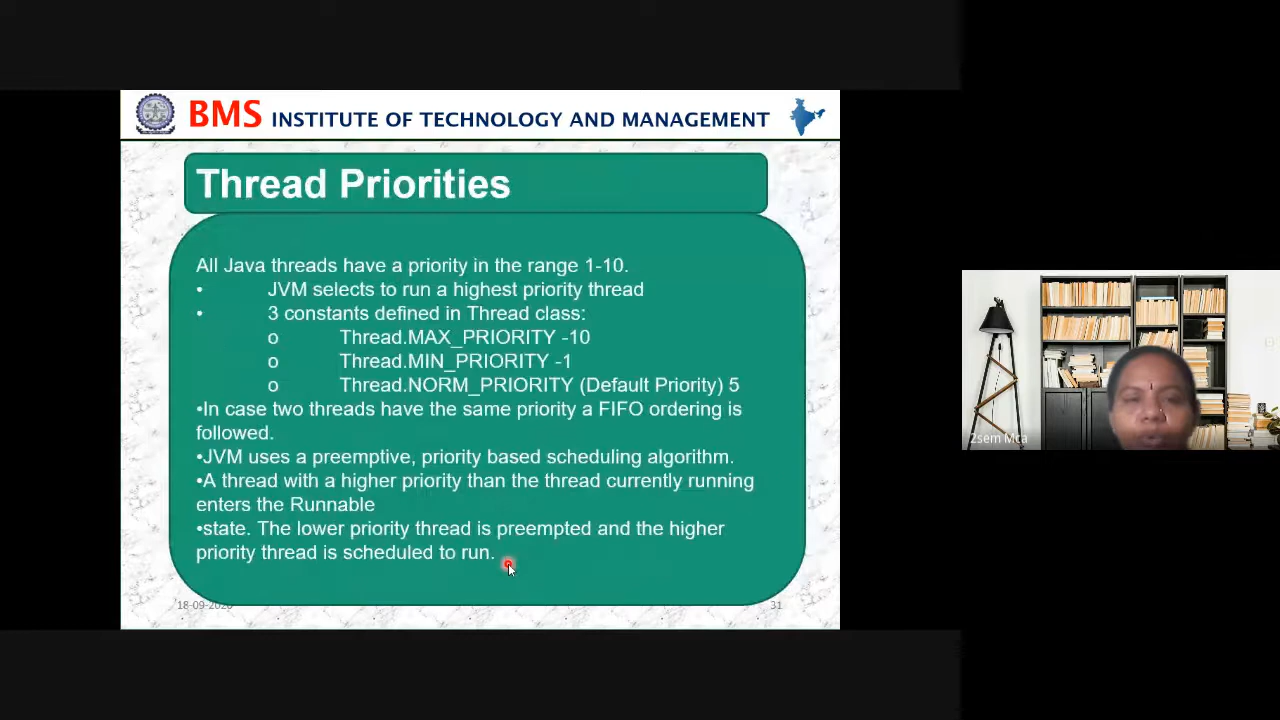 BMS INSTITUTE OF TECHNOLOGY AND MANAGEMENT
Thread Priorities
All Java threads have a priority in the range 1-10.
• JVM selects to run a highest priority thread
• 3 constants defined in Thread class:
o Thread.MAX_PRIORITY -10
o Thread.MIN_PRIORITY -1
o Thread.NORM_PRIORITY (Default Priority) 5
•In case two threads have the same priority a FIFO ordering is
followed.
•JVM uses a preemptive, priority based scheduling algorithm.
•A thread with a higher priority than the thread currently running
enters the Runnable
•state. The lower priority thread is preempted and the higher
priority thread is scheduled to run.
31
2sem Mca